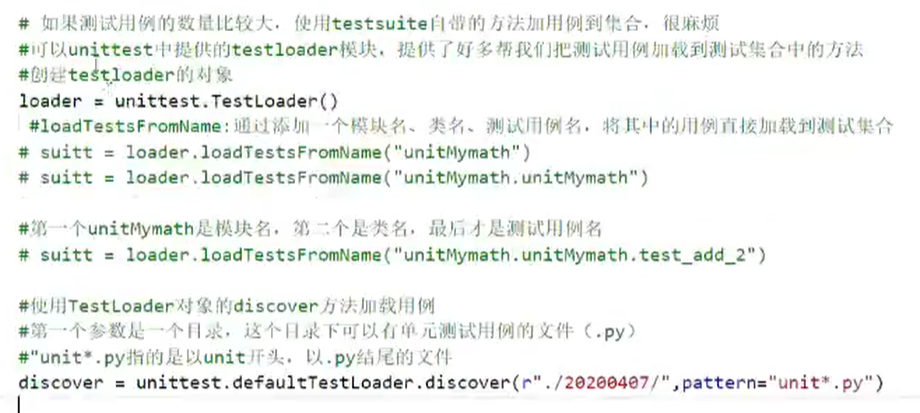 # 如果测试用例的数量比较大，使用testsuite自带的方法加用例到集合，很麻烦
#可以unittest中提供的testloader模块，提供了好多帮我们把测试用例加载到测试集合中的方法
#创建testloader的对象
loader = unittest.TestLoader()
#loadTestsFromName:通过添加一个模块名、类名、测试用例名，将其中的用例直接加载到测试集合
# suitt = loader.loadTestsFromName("unitMymath")
# suitt = loader.loadTestsFromName("unitMymath.unitMymath")
#第一个unitMymath是模块名，第二个是类名，最后才是测试用例名
# suitt = loader.loadTestsFromName("unitMymath.unitMymath.test_add_2")
#使用TestLoader对象的discover方法加载用例
#第一个参数是一个目录，这个目录下可以有单元测试用例的文件（.py）
#"unit*.py指的是以unit开头，以.py结尾的文件
discover = unittest.defaultTestLoader.discover(r"./20200407/",pattern="unit*.py")